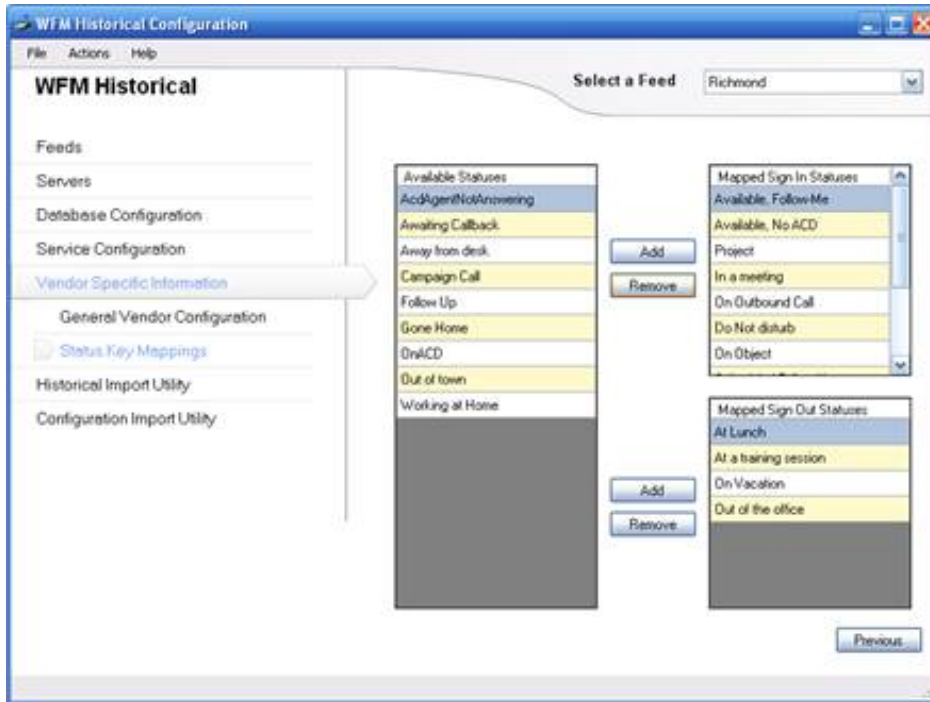 WFM Historical Configuration
File Actions Help
WFM Historical
Select a Feed Richmond
Feeds
Servers
Database Configuration
Service Configuration
Vendor Specific Information
General Vendor Configuration
Status Key Mappings
Historical Import Utility
Configuration Import Utility
Available Statuses
AcdAgentNotAnswering
Awaiting Callback
Away from desk
Campaign Call
Follow Up
Gone Home
OnACD
Out of town
Working at Home
Add
Remove
Mapped Sign In Statuses
Available, Follow-Me
Available, No ACD
Project
In a meeting
On Outbound Call
Do Not disturb
On Object
Add
Remove
Mapped Sign Out Statuses
At Lunch
At a training session
On Vacation
Out of the office
Previous